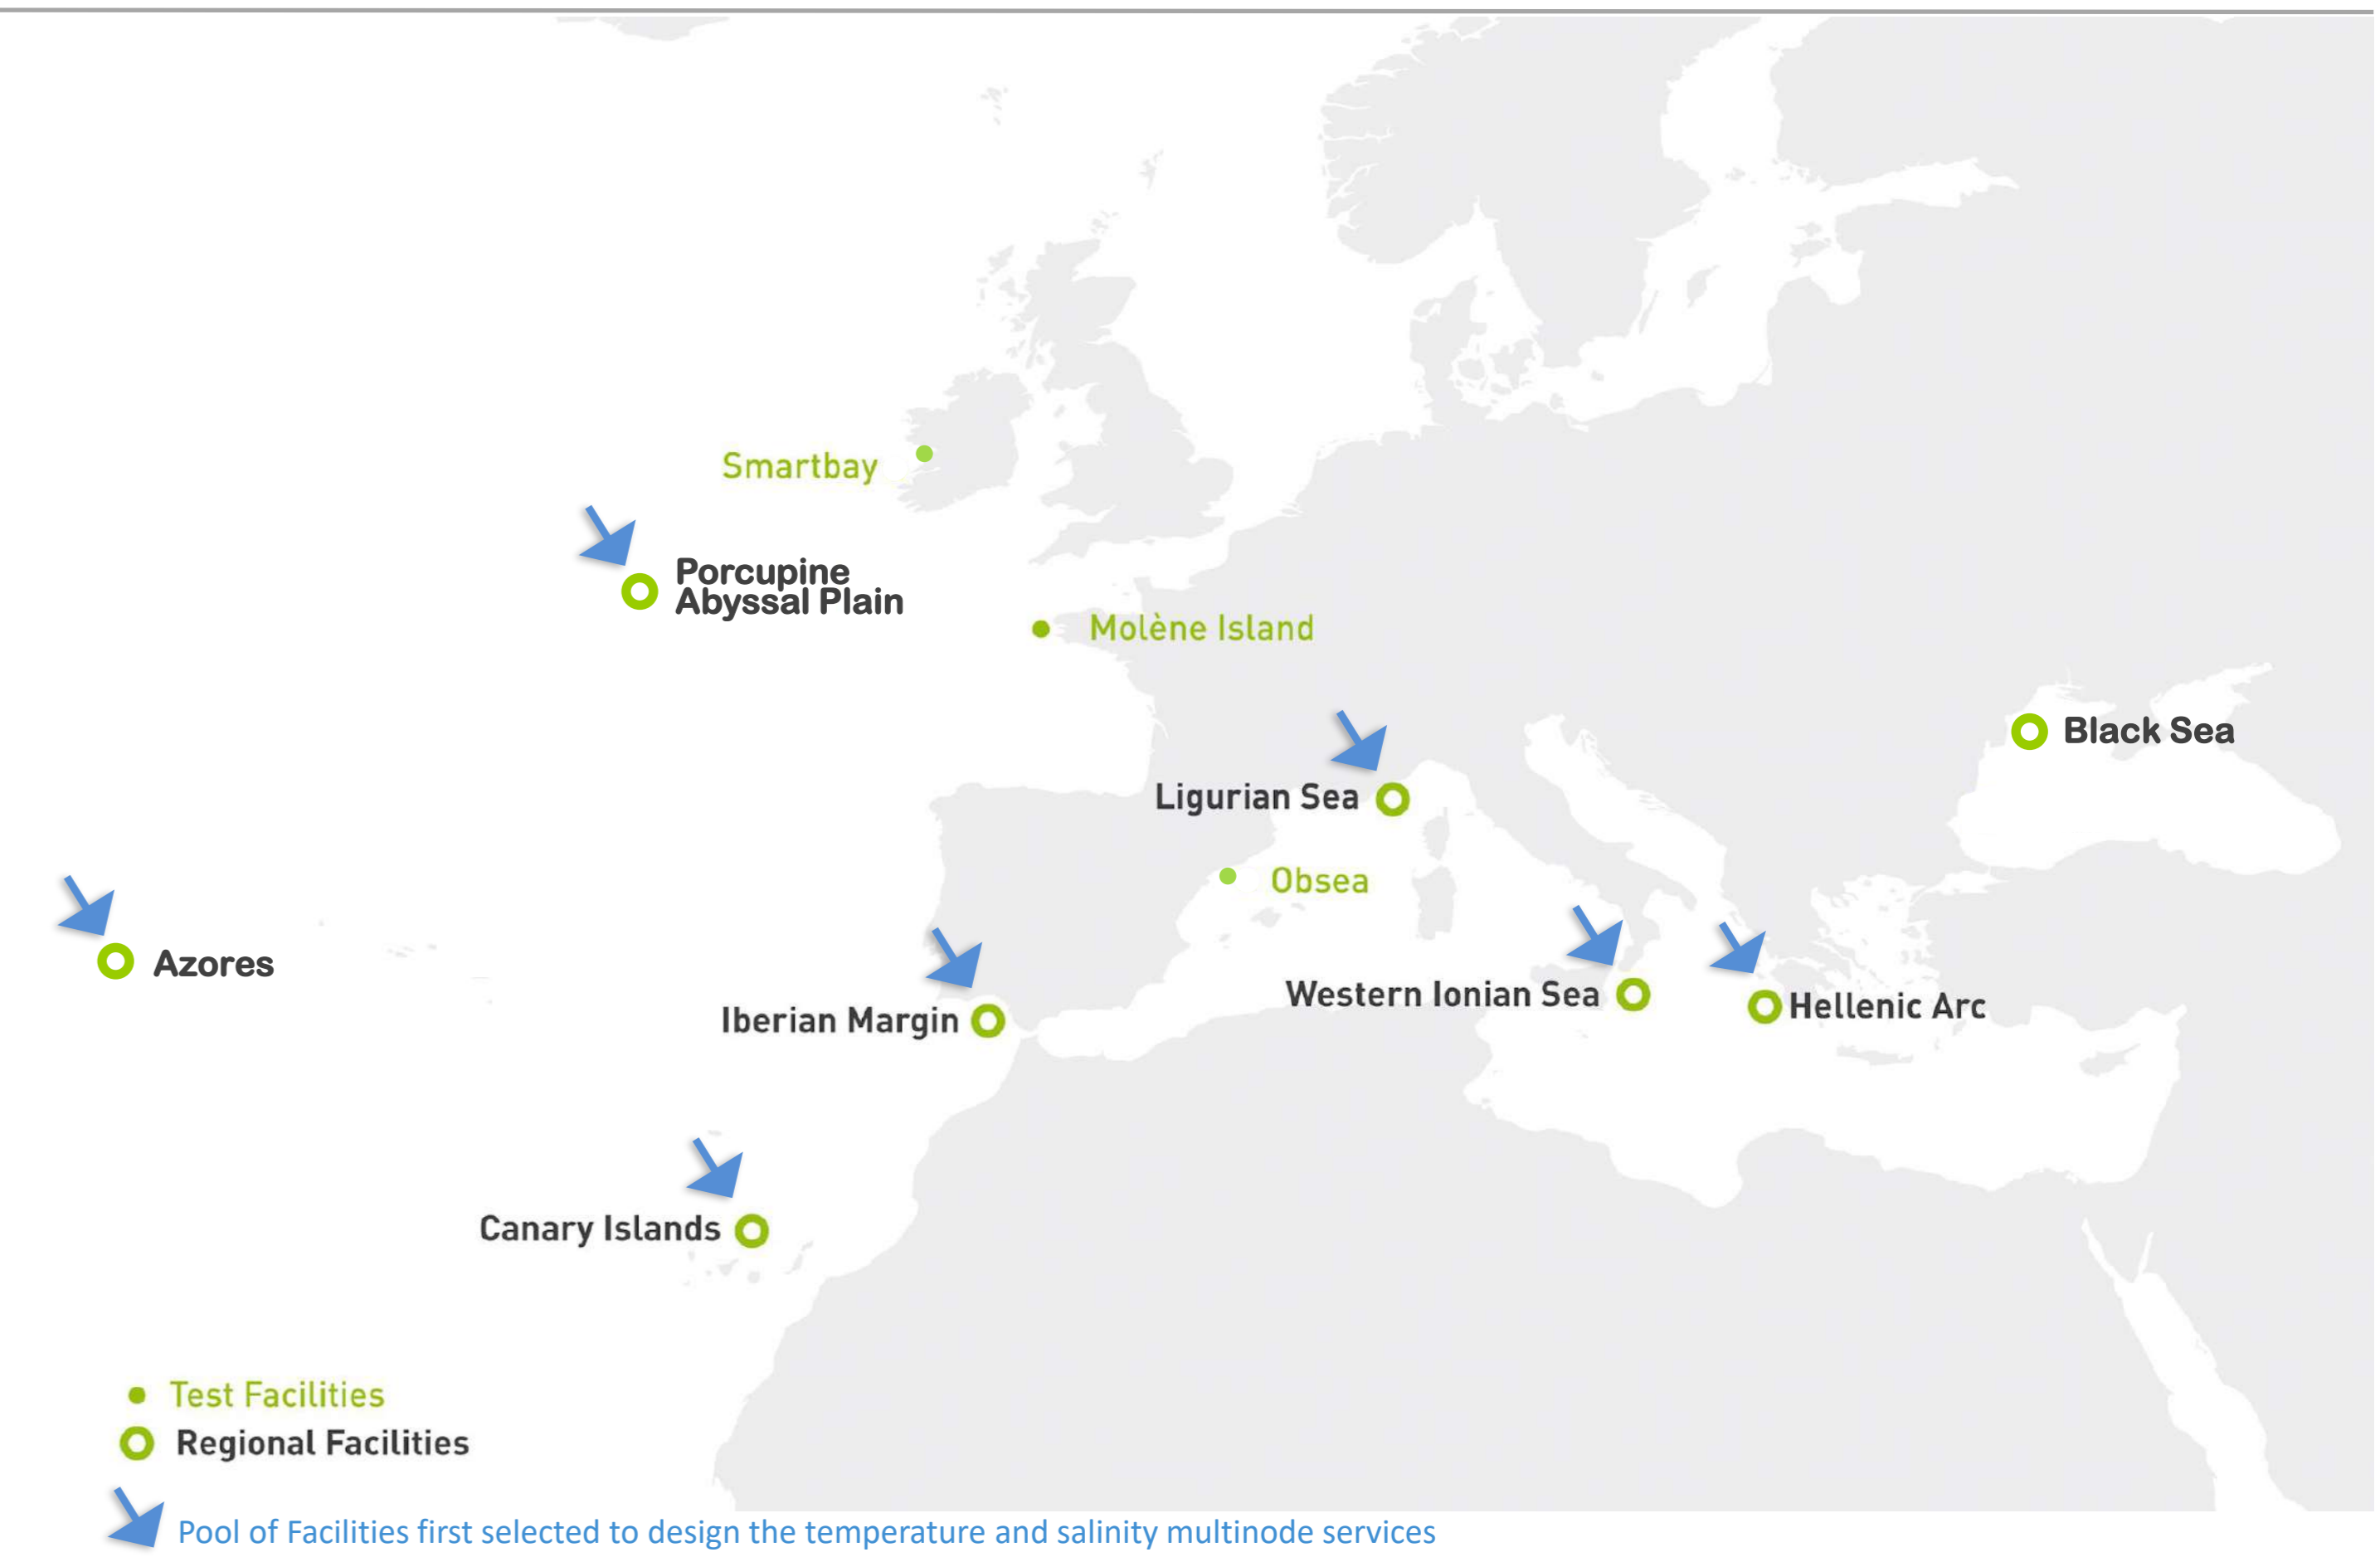 Smartbay
Porcupine
Abyssal Plain
Molène Island
Black Sea
Ligurian Sea
Obsea
Azores
Western Ionian Sea
Hellenic Arc
Iberian Margin
Canary Islands
Test Facilities
Regional Facilities
Pool of Facilities first selected to design the temperature and salinity multinode services